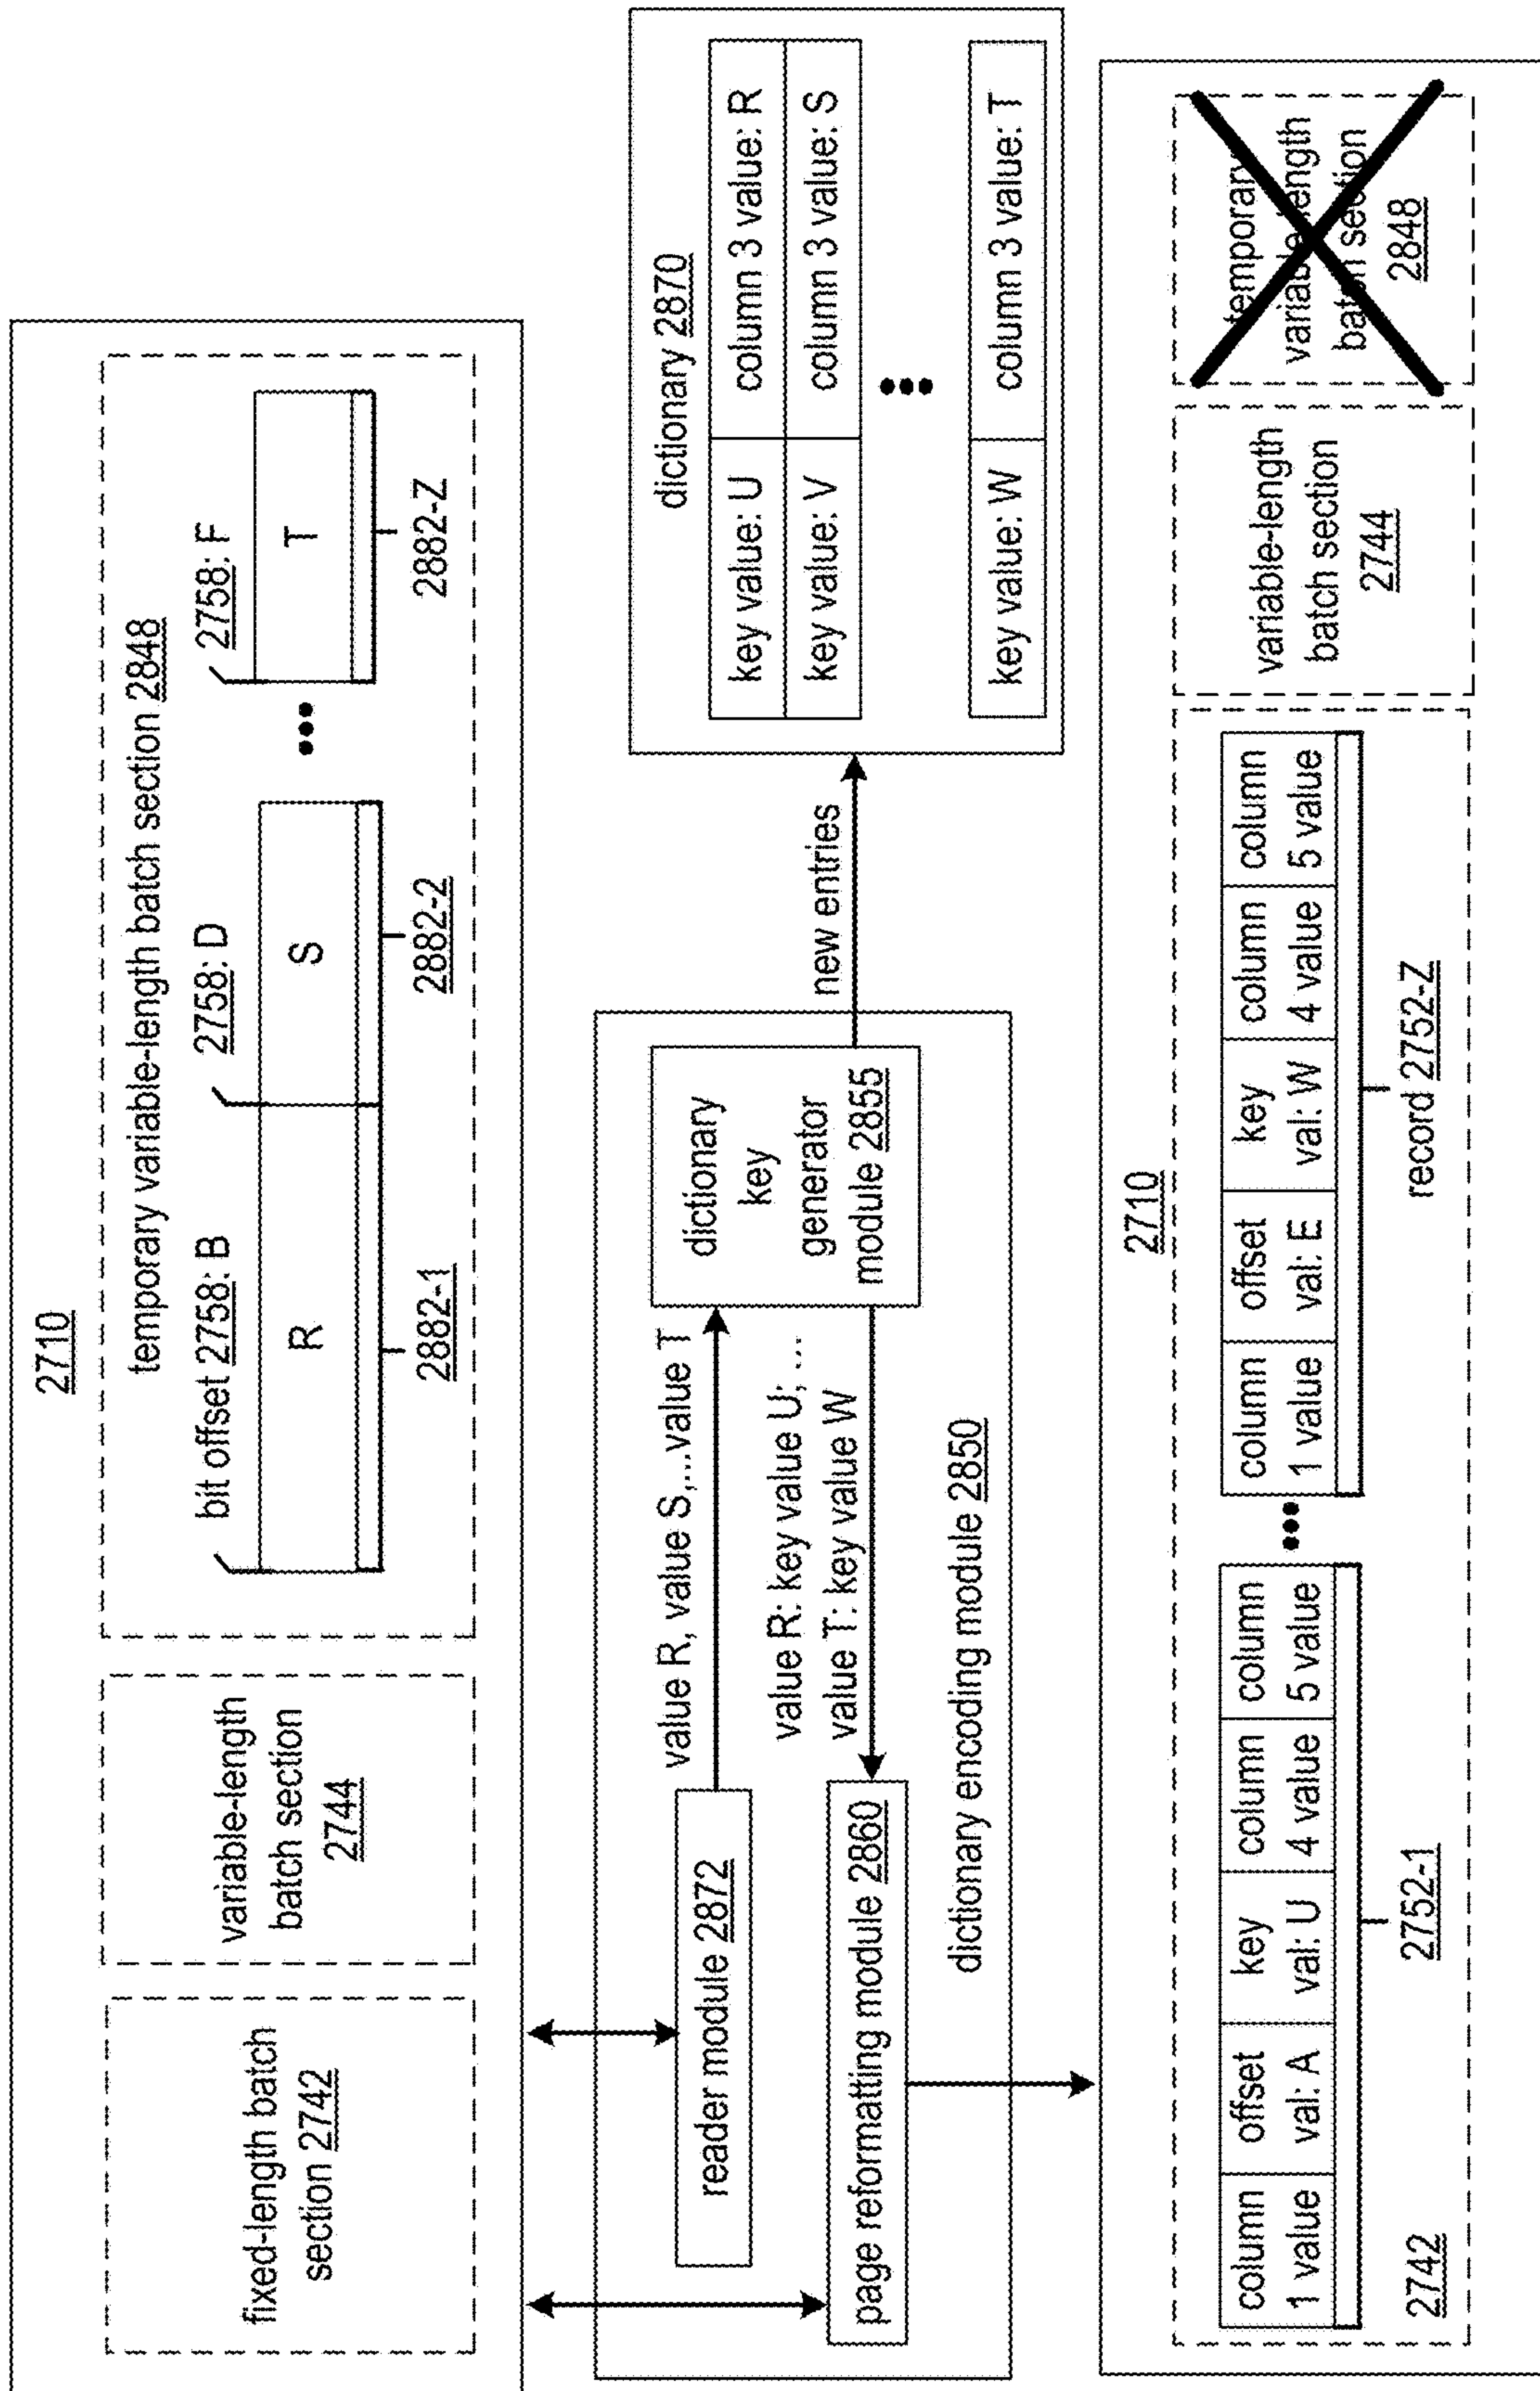 2710
temporary variable-length batch section 2848
fixed-length batch
section 2742
variable-length
batch section
2744
bit offset 2758: B
2758: D
2758: F
R
S
T
2882-1
2882-2
2882-Z
reader module 2872
page reformatting module 2860
value R, value S,...value T
value R: key value U; ...
value T: key value W
dictionary
key
generator
module 2855
dictionary encoding module 2850
new entries
dictionary 2870
key value: U
column 3 value: R
key value: V
column 3 value: S
key value: W
column 3 value: T
2710
column
1 value
offset
val: A
key
val: U
column
4 value
column
5 value
2752-1
column
1 value
offset
val: E
key
val: W
column
4 value
column
5 value
record 2752-Z
2742
variable-length
batch section
2744
temporary
variable-length
batch section
2848